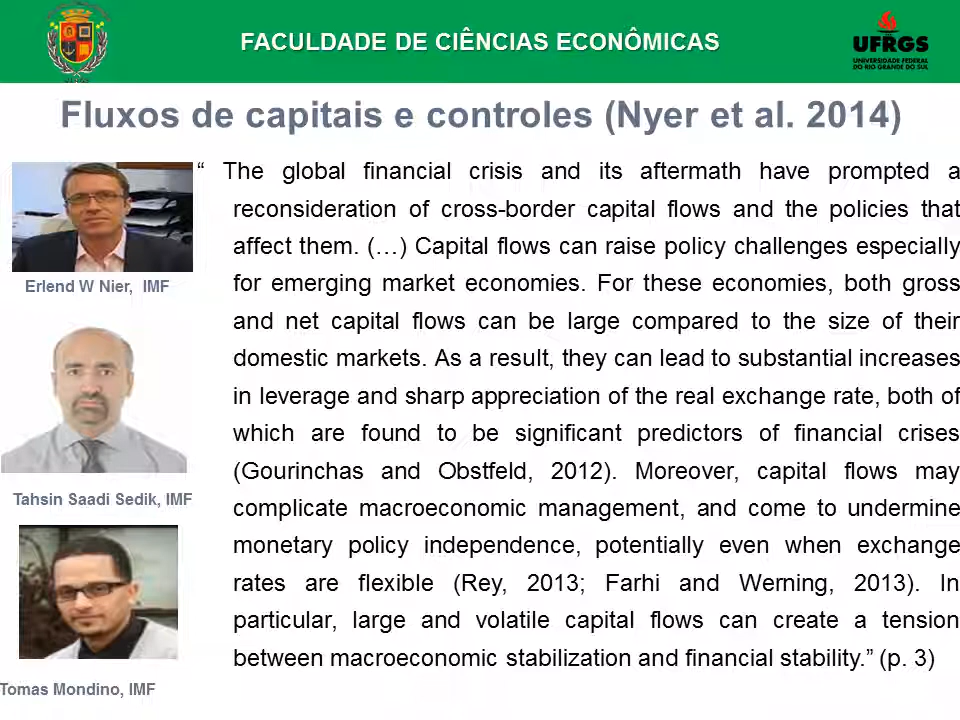 FACULDADE DE CIÊNCIAS ECONÔMICAS
UFRGS
UNIVERSIDADE FEDERAL
DO RIO GRANDE DO SUL
Fluxos de capitais e controles (Nyer et al. 2014)
“ The global financial crisis and its aftermath have prompted a
reconsideration of cross-border capital flows and the policies that
affect them. (…) Capital flows can raise policy challenges especially
for emerging market economies. For these economies, both gross
and net capital flows can be large compared to the size of their
domestic markets. As a result, they can lead to substantial increases
in leverage and sharp appreciation of the real exchange rate, both of
which are found to be significant predictors of financial crises
(Gourinchas and Obstfeld, 2012). Moreover, capital flows may
complicate macroeconomic management, and come to undermine
monetary policy independence, potentially even when exchange
rates are flexible (Rey, 2013; Farhi and Werning, 2013). In
particular, large and volatile capital flows can create a tension
between macroeconomic stabilization and financial stability.” (p. 3)
Erlend W Nier, IMF
Tahsin Saadi Sedik, IMF
Tomas Mondino, IMF